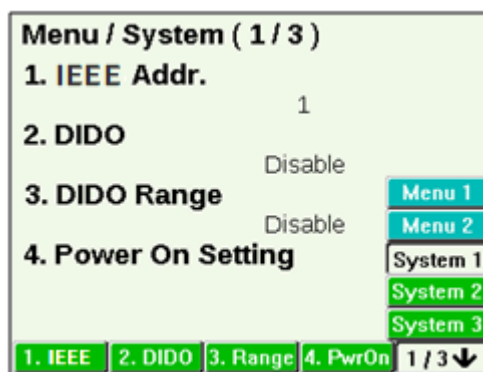 Menu / System ( 1 / 3 )
1. IEEE Addr.
1
2. DIDO
Disable
3. DIDO Range
Menu 1
Disable
Menu 2
4. Power On Setting
System 1
System 2
System 3
1. IEEE 2. DIDO 3. Range 4. PwrOn 1 / 3 ↓